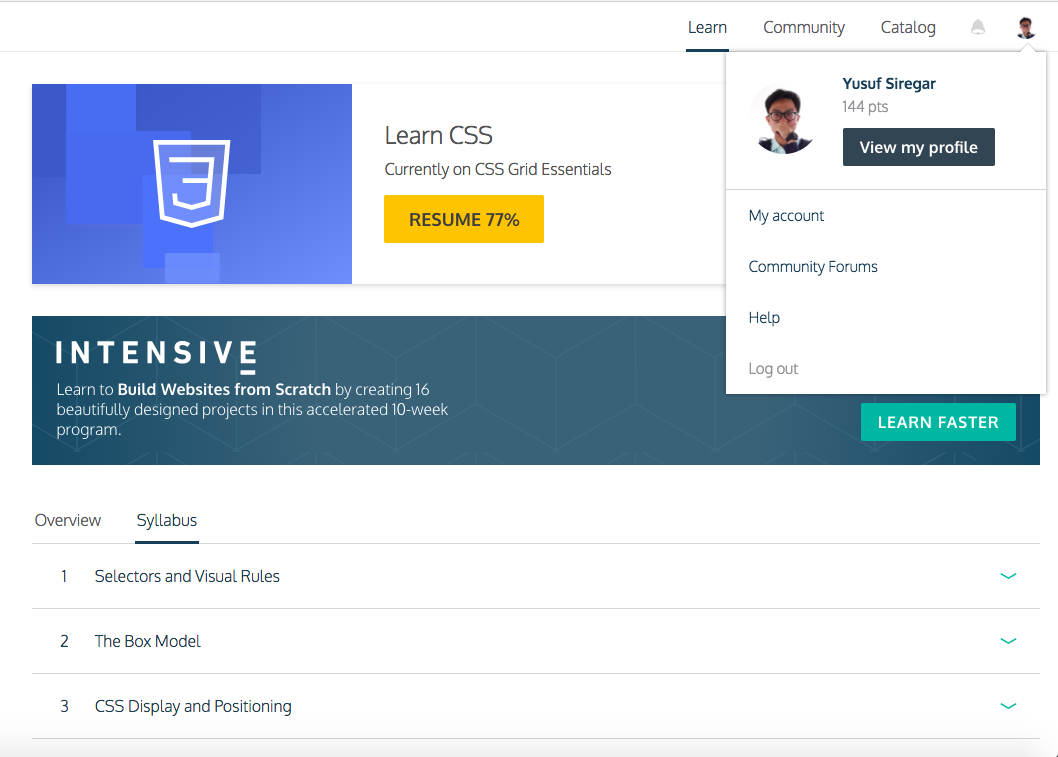 Learn Community Catalog
Yusuf Siregar
144 pts
View my profile
My account
Community Forums
Help
Log out
Learn CSS
Currently on CSS Grid Essentials
RESUME 77%
INTENSIVE
Learn to Build Websites from Scratch by creating 16
beautifully designed projects in this accelerated 10-week
program.
LEARN FASTER
Overview Syllabus
1 Selectors and Visual Rules
2 The Box Model
3 CSS Display and Positioning